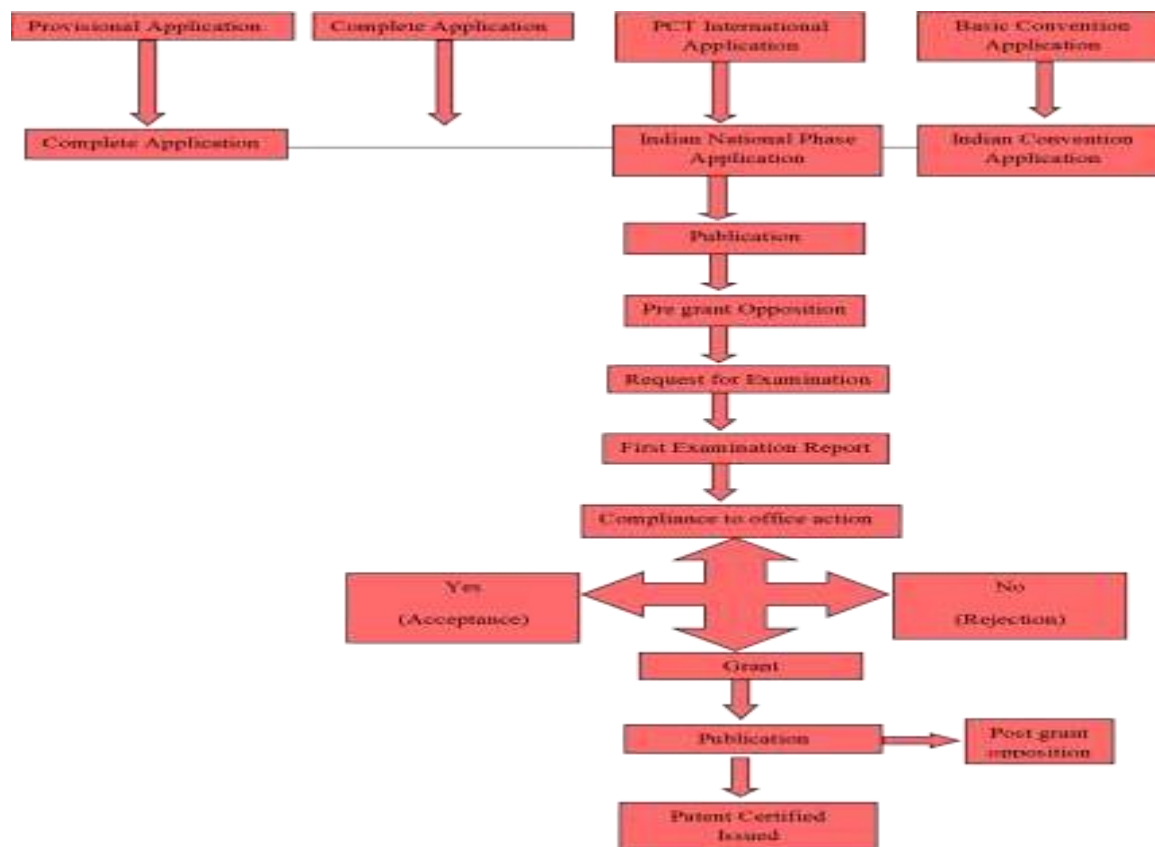 Provisional Application
Complete Application
PCT International
Application
Basic Convention
Application
Complete Application
Indian National Phase
Application
Indian Convention
Application
Publication
Pre grant Opposition
Request for Examination
First Examination Report
Compliance to office action
Yes
(Acceptance)
No
(Rejection)
Grant
Publication
Post grant
opposition
Patent Certified
Issued